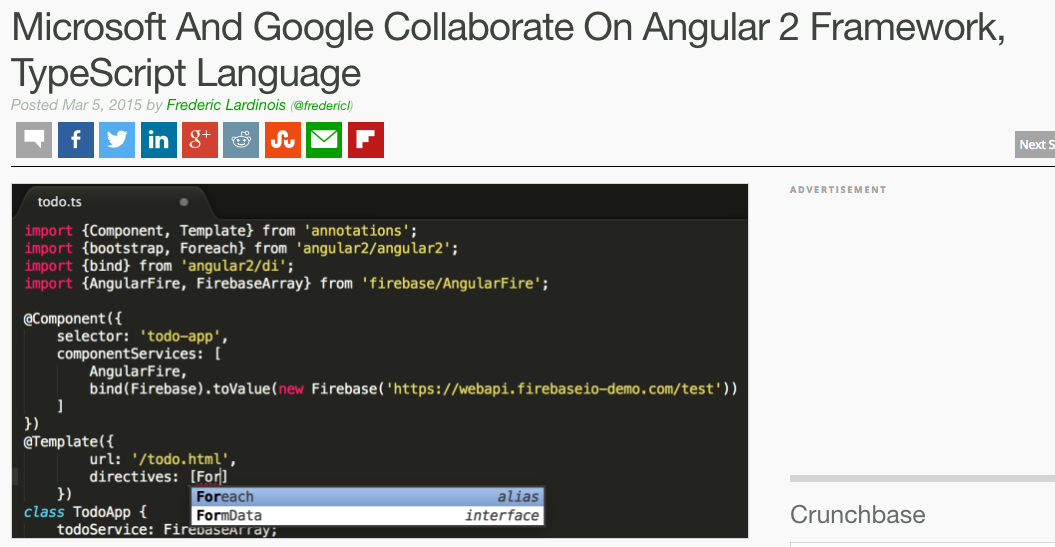 Microsoft And Google Collaborate On Angular 2 Framework,
TypeScript Language
Posted Mar 5, 2015 by Frederic Lardinois (@fredericl)
f
in
g+
Next S
ADVERTISEMENT
todo.ts
import {Component, Template} from 'annotations';
import {bootstrap, Foreach} from 'angular2/angular2';
import {bind} from 'angular2/di';
import {AngularFire, FirebaseArray} from 'firebase/AngularFire';
@Component({
selector: 'todo-app',
componentServices: [
AngularFire,
bind(Firebase).toValue(new Firebase('https://webapi.firebaseio-demo.com/test'))
]
})
@Template({
url: '/todo.html',
directives: [For]
})
Foreach alias
class TodoApp {
FormData interface
todoService: FirebaseArray;
Crunchbase